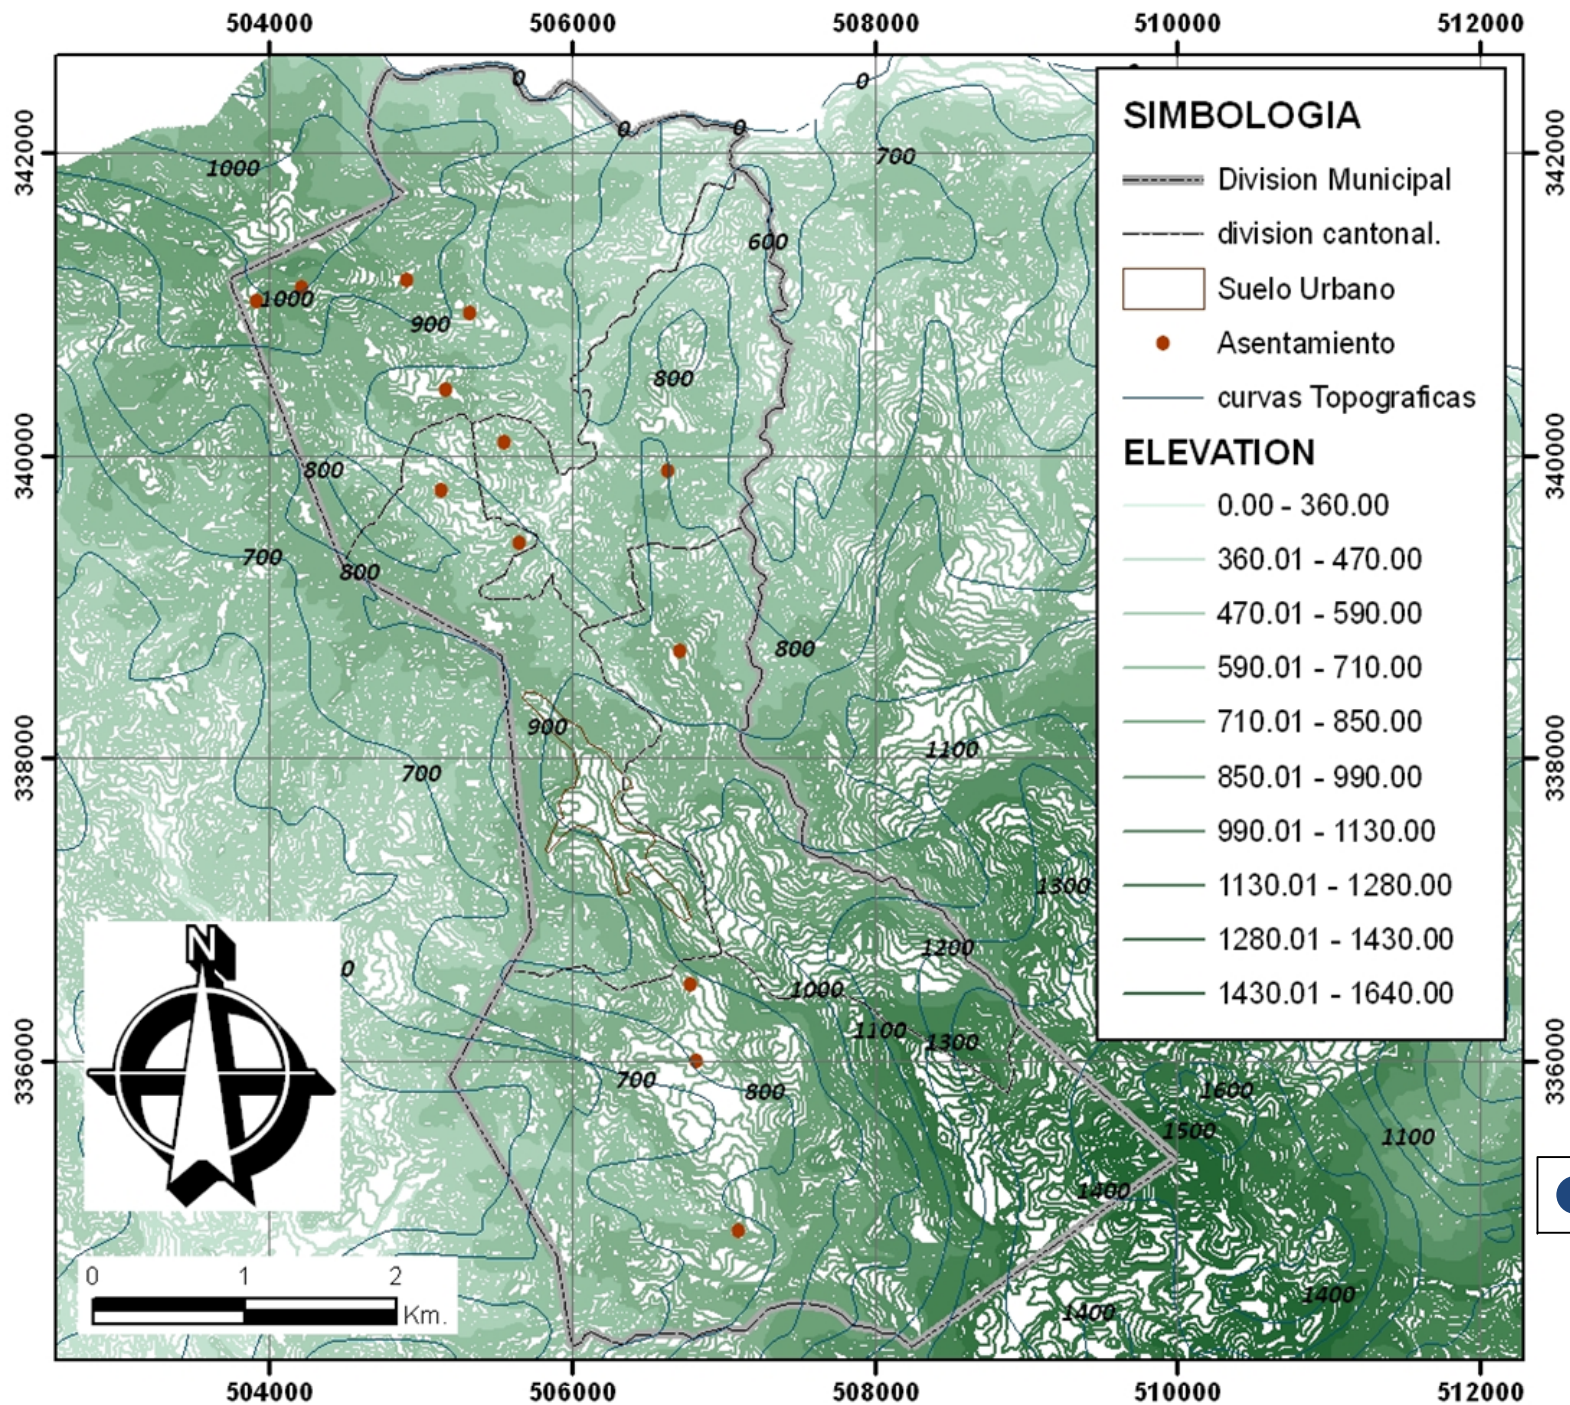 504000 506000 508000 510000 512000
342000
340000
338000
336000
342000
340000
338000
336000
0
0
0
0
1000
700
600
1000
900
800
800
700
800
800
900
1100
700
1300
1200
0
1000
1100
1300
700
800
1600
1500
1100
1400
1400
1400
SIMBOLOGIA
Division Municipal
division cantonal.
Suelo Urbano
Asentamiento
curvas Topograficas
ELEVATION
0.00 - 360.00
360.01 - 470.00
470.01 - 590.00
590.01 - 710.00
710.01 - 850.00
850.01 - 990.00
990.01 - 1130.00
1130.01 - 1280.00
1280.01 - 1430.00
1430.01 - 1640.00
N
0 1 2
Km.
504000 506000 508000 510000 512000